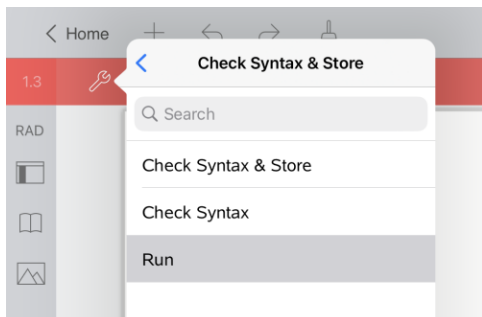 Home
Check Syntax & Store
1.3
Search
RAD
Check Syntax & Store
Check Syntax
Run